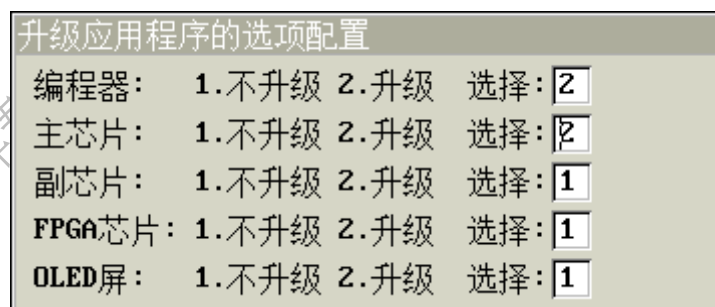 升级应用程序的选项配置
编程器: 1.不升级 2.升级 选择:2
主芯片: 1.不升级 2.升级 选择:2
副芯片: 1.不升级 2.升级 选择:1
FPGA芯片: 1.不升级 2.升级 选择:1
OLED屏: 1.不升级 2.升级 选择:1